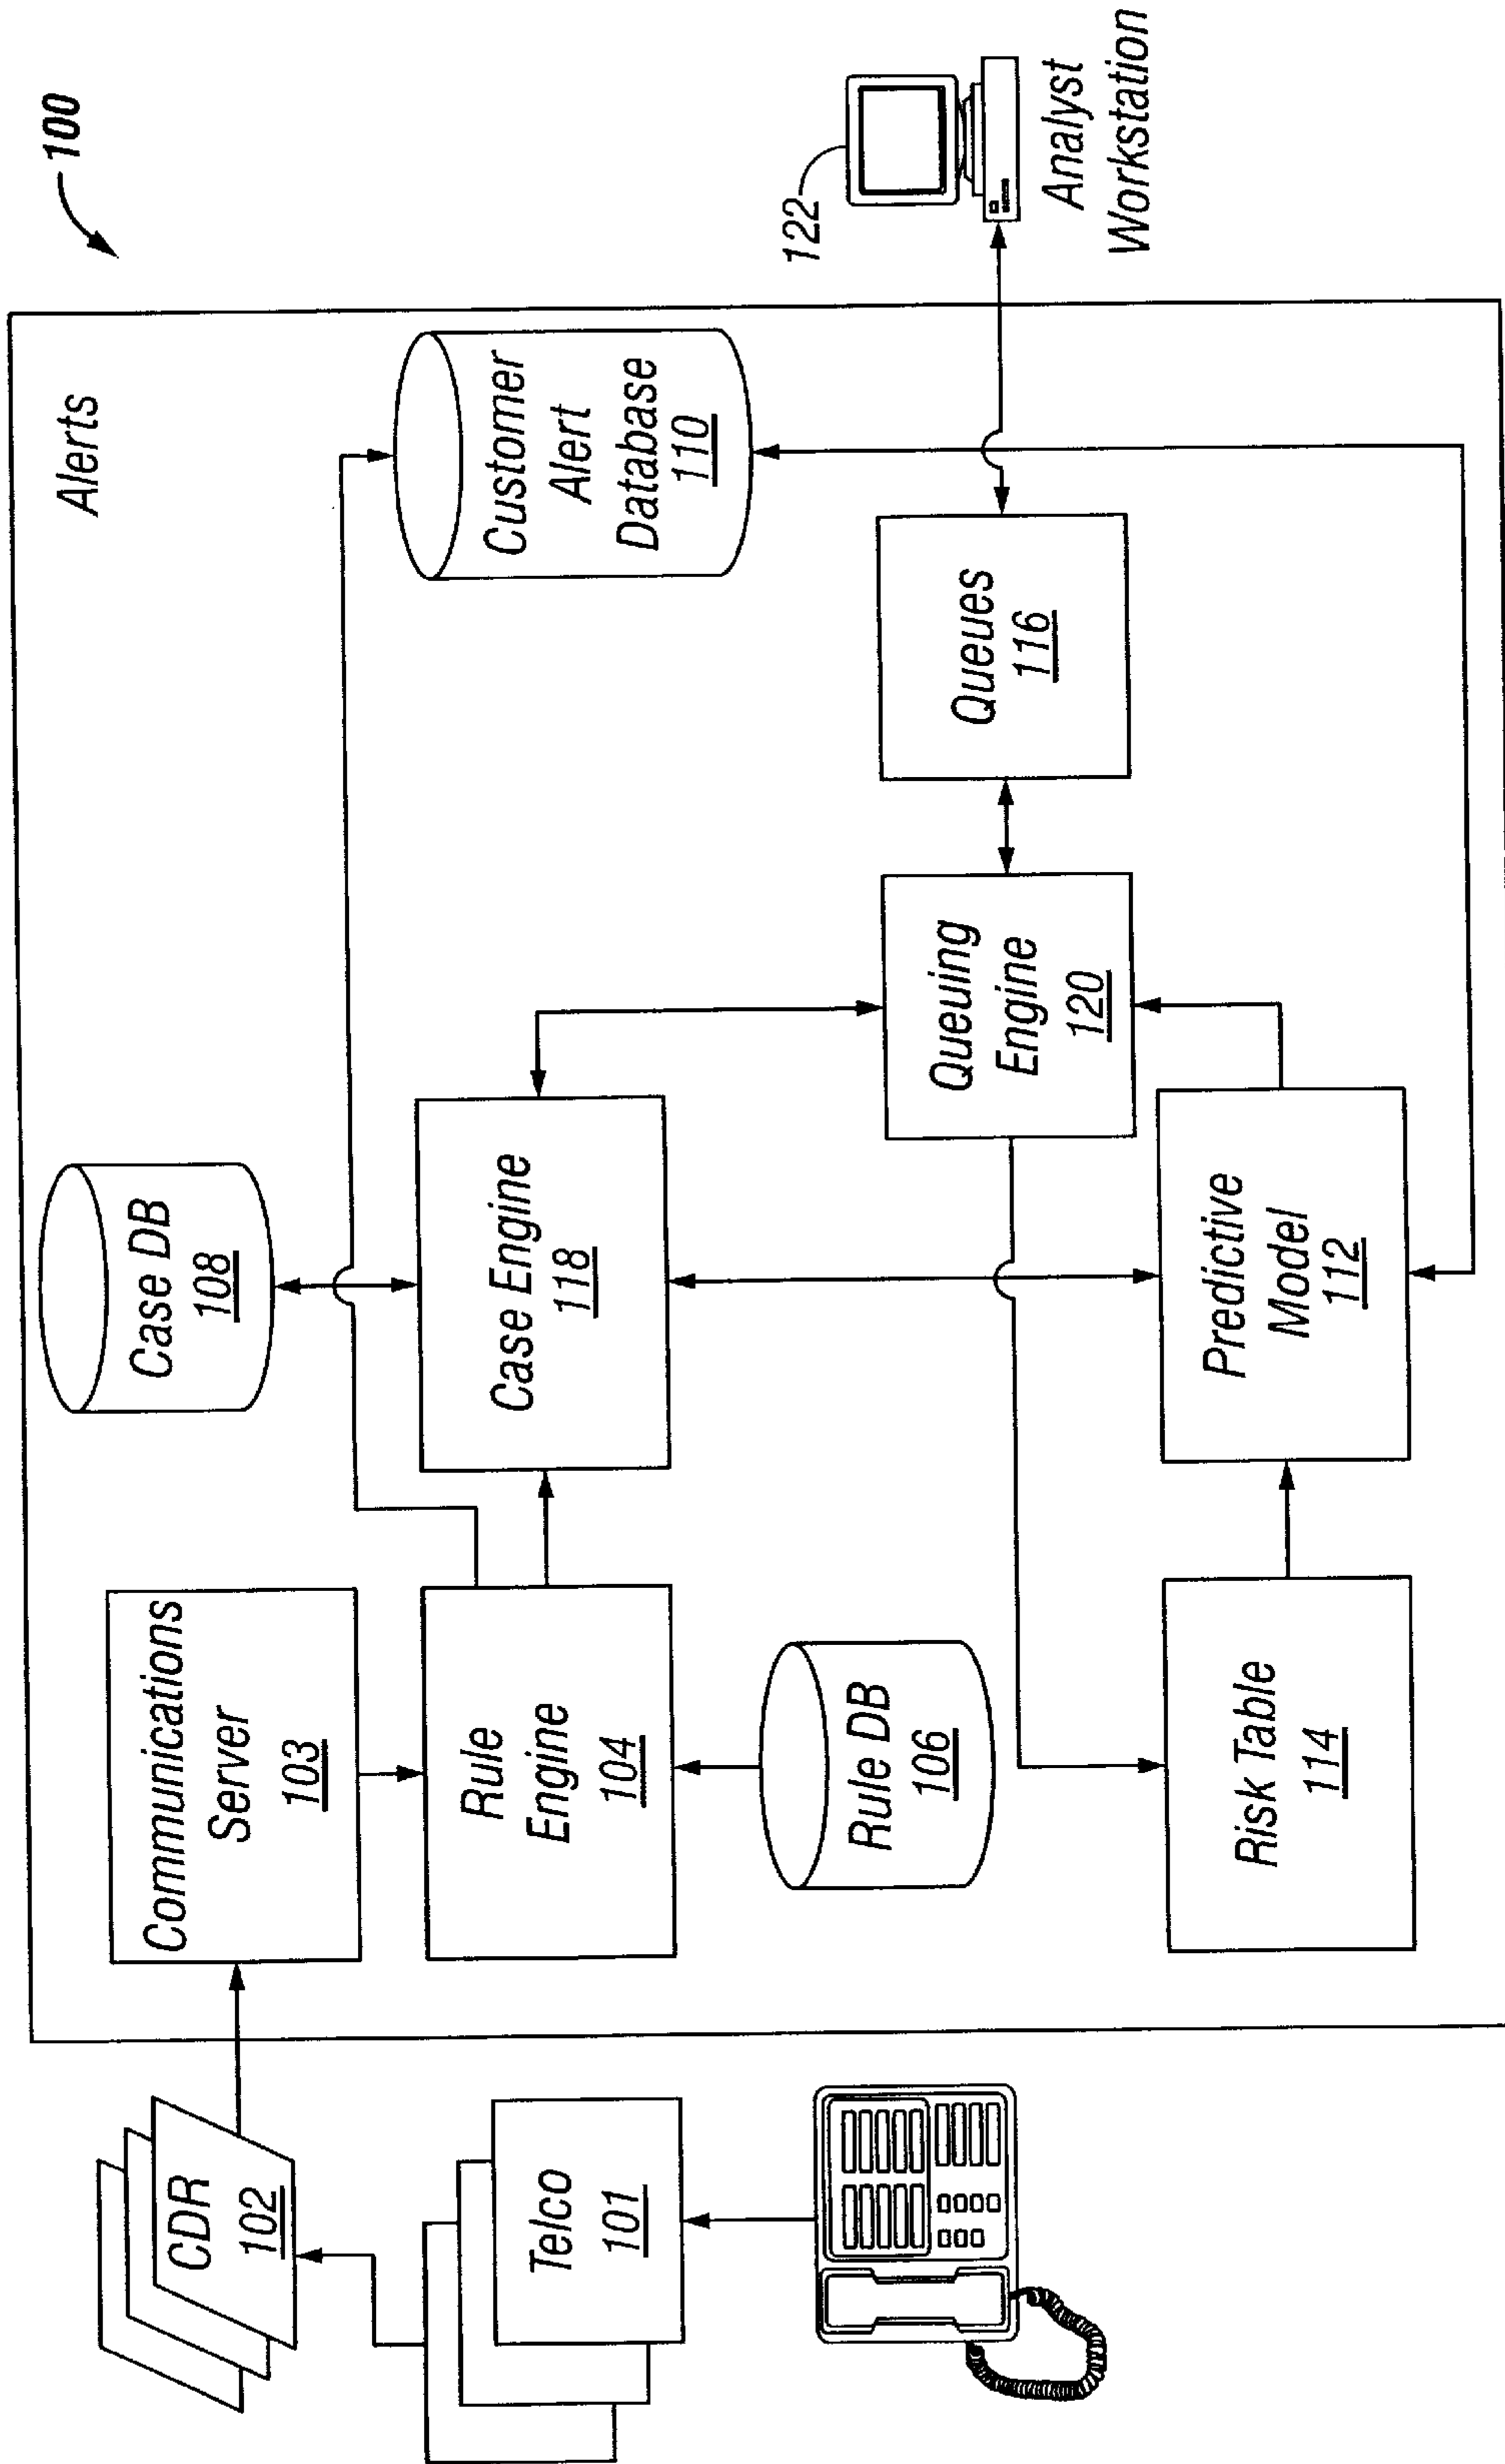 100
Alerts
CDR
102
Communications
Server
103
Case DB
108
Customer
Alert
Database
110
Telco
101
Rule
Engine
104
Case Engine
118
Rule DB
106
Queuing
Engine
120
Queues
116
122
Analyst
Workstation
Risk Table
114
Predictive
Model
112